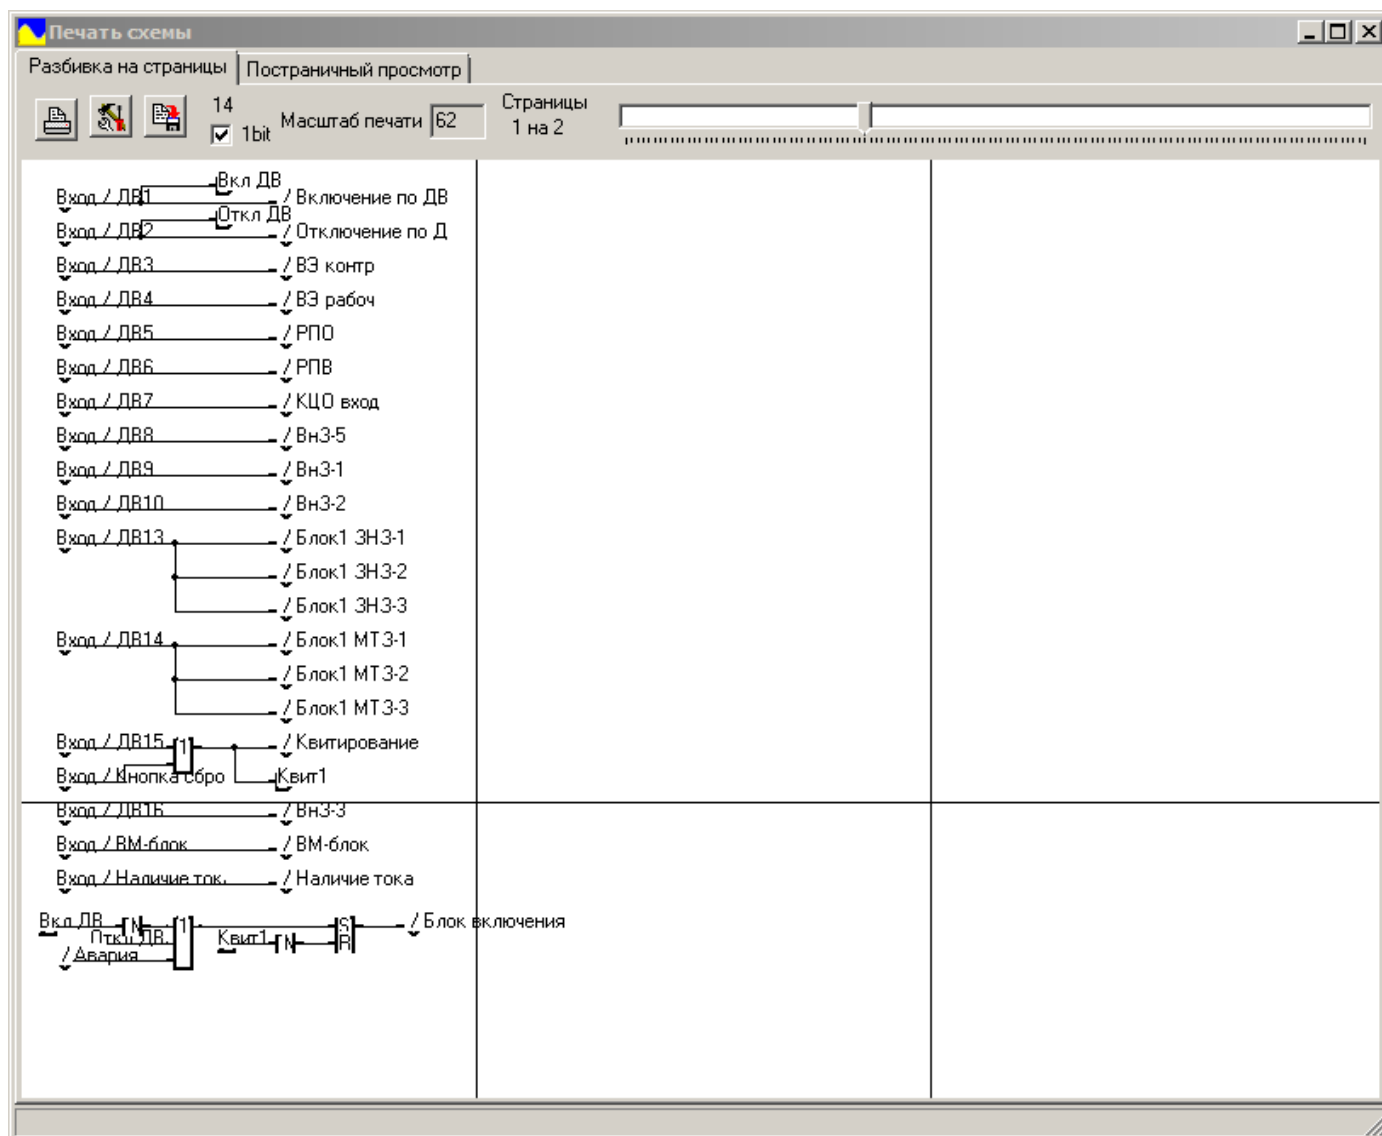 Печать схемы
Разбивка на страницы
Постраничный просмотр
14
1bit
Масштаб печати 62
Страницы
1 на 2
Вкл ДВ
Вход / ДВ1 / Включение по ДВ
Откл ДВ
Вход / ДВ2 / Отключение по Д
Вход / ДВ3 / ВЭ контр
Вход / ДВ4 / ВЭ рабоч
Вход / ДВ5 / РПО
Вход / ДВ6 / РПВ
Вход / ДВ7 / КЦО вход
Вход / ДВ8 / ВнЗ-5
Вход / ДВ9 / ВнЗ-1
Вход / ДВ10 / ВнЗ-2
Вход / ДВ13 / Блок1 ЗНЗ-1
/ Блок1 ЗНЗ-2
/ Блок1 ЗНЗ-3
Вход / ДВ14 / Блок1 МТЗ-1
/ Блок1 МТЗ-2
/ Блок1 МТЗ-3
Вход / ДВ15 1 / Квитирование
Вход / Кнопка сбро Квит1
Вход / ДВ16 / ВнЗ-3
Вход / ВМ-блок / ВМ-блок
Вход / Наличие ток / Наличие тока
Вкл ДВ N 1 S / Блок включения
Откл ДВ Квит1 N R
/ Авария